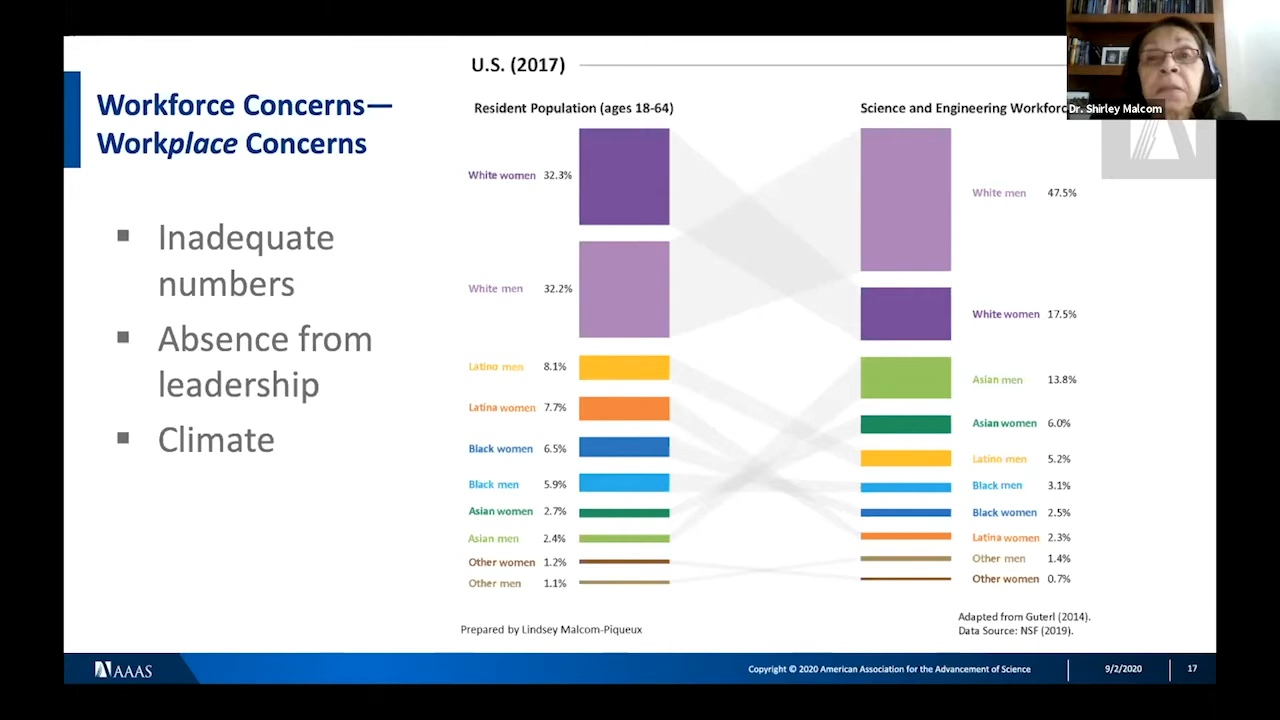 Workforce Concerns—
Workplace Concerns
▪ Inadequate
numbers
▪ Absence from
leadership
▪ Climate
U.S. (2017)
Resident Population (ages 18-64)
White women 32.3%
White men 32.2%
Latino men 8.1%
Latina women 7.7%
Black women 6.5%
Black men 5.9%
Asian women 2.7%
Asian men 2.4%
Other women 1.2%
Other men 1.1%
Science and Engineering Workforc
White men 47.5%
White women 17.5%
Asian men 13.8%
Asian women 6.0%
Latino men 5.2%
Black men 3.1%
Black women 2.5%
Latina women 2.3%
Other men 1.4%
Other women 0.7%
Dr. Shirley Malcom
Prepared by Lindsey Malcom-Piqueux
Adapted from Guterl (2014).
Data Source: NSF (2019).
AAAS
Copyright © 2020 American Association for the Advancement of Science
9/2/2020
17